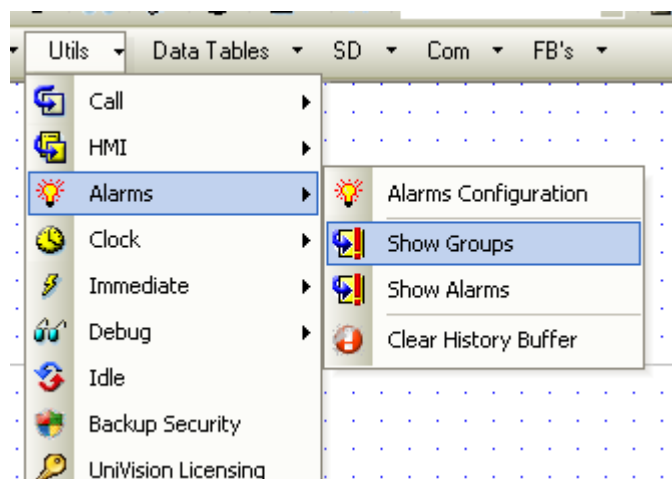 Utils Data Tables SD Com FB's
Call
HMI
Alarms
Alarms Configuration
Clock
Show Groups
Immediate
Show Alarms
Debug
Clear History Buffer
Idle
Backup Security
UniVision Licensing